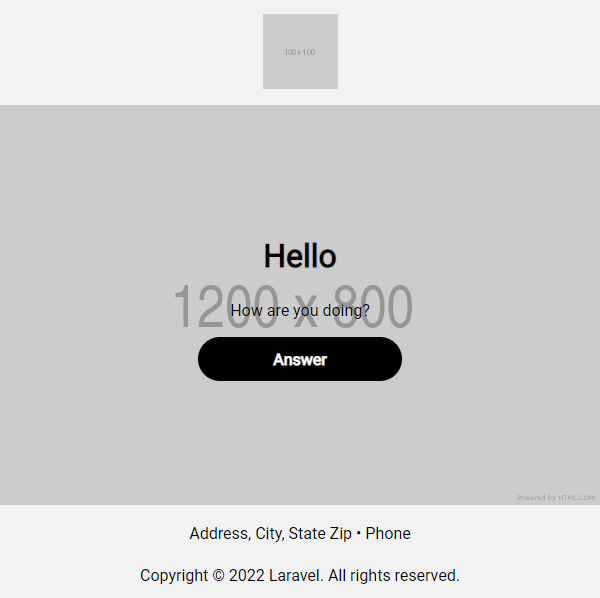 100 x 100
Hello
1200 x 800
How are you doing?
Answer
Powered by HTML.COM
Address, City, State Zip • Phone
Copyright © 2022 Laravel. All rights reserved.